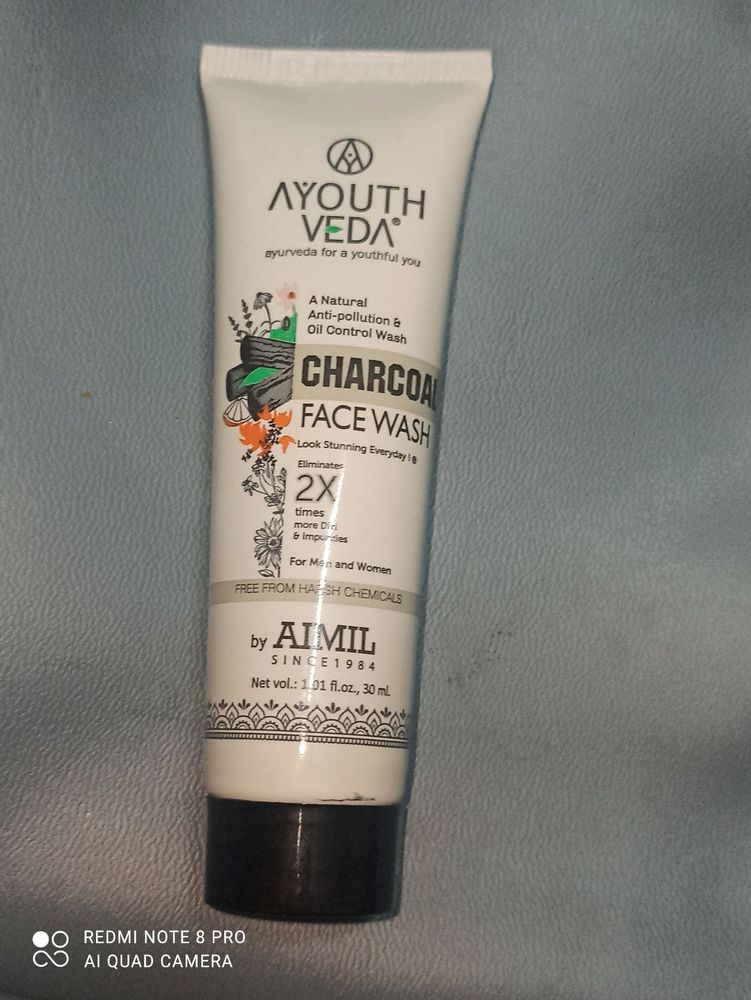 AYOUTH
VEDA®
ayurveda for a youthful you
A Natural
Anti-pollution &
Oil Control Wash
CHARCOAL
FACE WASH
Look Stunning Everyday ! ®
Eliminates
2X
times
more Dirt
& Impurities
For Men and Women
FREE FROM HARSH CHEMICALS
by AIMIL
SINCE 1984
Net vol.: 1.01 fl.oz., 30 ml.
REDMI NOTE 8 PRO
AI QUAD CAMERA